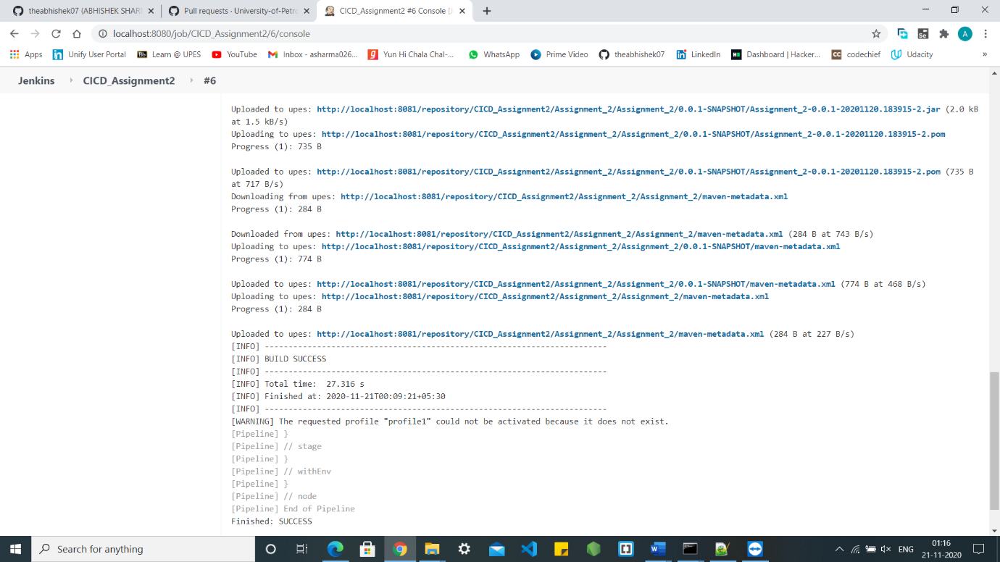 theabhishek07 (ABHISHEK SHAR
Pull requests · University-of-Petro
CICD_Assignment2 #6 Console [J
localhost:8080/job/CICD_Assignment2/6/console
Apps
Unify User Portal
Bb Learn @ UPES
YouTube
Inbox - asharma026...
Yun Hi Chala Chal-...
WhatsApp
Prime Video
theabhishek07
LinkedIn
Dashboard | Hacker...
CC codechief
Udacity
»
Jenkins
CICD_Assignment2
#6
Uploaded to upes: http://localhost:8081/repository/CICD_Assignment2/Assignment_2/Assignment_2/0.0.1-SNAPSHOT/Assignment_2-0.0.1-20201120.183915-2.jar (2.0 kB
at 1.5 kB/s)
Uploading to upes: http://localhost:8081/repository/CICD_Assignment2/Assignment_2/Assignment_2/0.0.1-SNAPSHOT/Assignment_2-0.0.1-20201120.183915-2.pom
Progress (1): 735 B
Uploaded to upes: http://localhost:8081/repository/CICD_Assignment2/Assignment_2/Assignment_2/0.0.1-SNAPSHOT/Assignment_2-0.0.1-20201120.183915-2.pom (735 B
at 717 B/s)
Downloading from upes: http://localhost:8081/repository/CICD_Assignment2/Assignment_2/Assignment_2/maven-metadata.xml
Progress (1): 284 B
Downloaded from upes: http://localhost:8081/repository/CICD_Assignment2/Assignment_2/Assignment_2/maven-metadata.xml (284 B at 743 B/s)
Uploading to upes: http://localhost:8081/repository/CICD_Assignment2/Assignment_2/Assignment_2/0.0.1-SNAPSHOT/maven-metadata.xml
Progress (1): 774 B
Uploaded to upes: http://localhost:8081/repository/CICD_Assignment2/Assignment_2/Assignment_2/0.0.1-SNAPSHOT/maven-metadata.xml (774 B at 468 B/s)
Uploading to upes: http://localhost:8081/repository/CICD_Assignment2/Assignment_2/Assignment_2/maven-metadata.xml
Progress (1): 284 B
Uploaded to upes: http://localhost:8081/repository/CICD_Assignment2/Assignment_2/Assignment_2/maven-metadata.xml (284 B at 227 B/s)
[INFO] ------------------------------------------------------------------------
[INFO] BUILD SUCCESS
[INFO] ------------------------------------------------------------------------
[INFO] Total time:  27.316 s
[INFO] Finished at: 2020-11-21T00:09:21+05:30
[INFO] ------------------------------------------------------------------------
[WARNING] The requested profile "profile1" could not be activated because it does not exist.
[Pipeline] }
[Pipeline] // stage
[Pipeline] }
[Pipeline] // withEnv
[Pipeline] }
[Pipeline] // node
[Pipeline] End of Pipeline
Finished: SUCCESS
Search for anything
ENG
01:16
21-11-2020